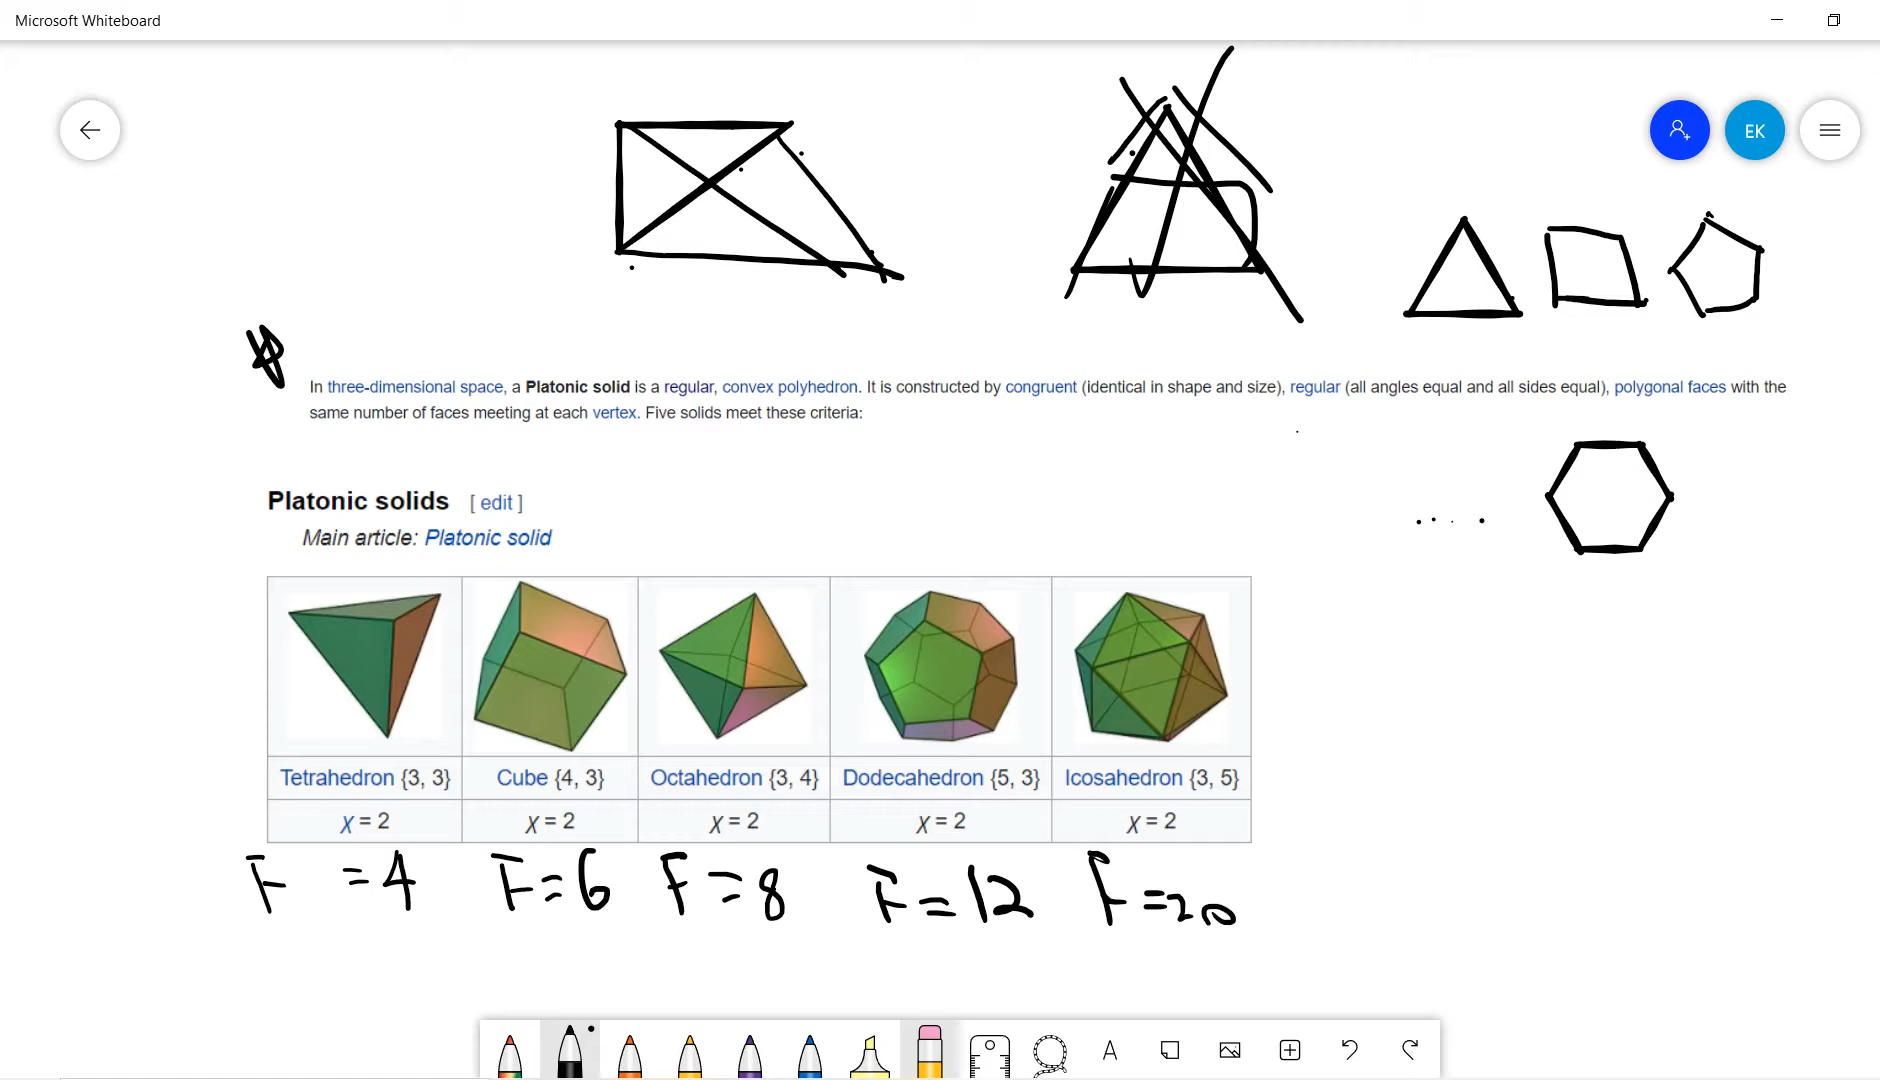 Microsoft Whiteboard
EK
In three-dimensional space, a Platonic solid is a regular, convex polyhedron. It is constructed by congruent (identical in shape and size), regular (all angles equal and all sides equal), polygonal faces with the
same number of faces meeting at each vertex. Five solids meet these criteria:
Platonic solids [ edit ]
Main article: Platonic solid
Tetrahedron {3, 3} Cube {4, 3} Octahedron {3, 4} Dodecahedron {5, 3} Icosahedron {3, 5}
χ = 2 χ = 2 χ = 2 χ = 2 χ = 2
F = 4 F = 6 F = 8 F = 12 F = 20
A